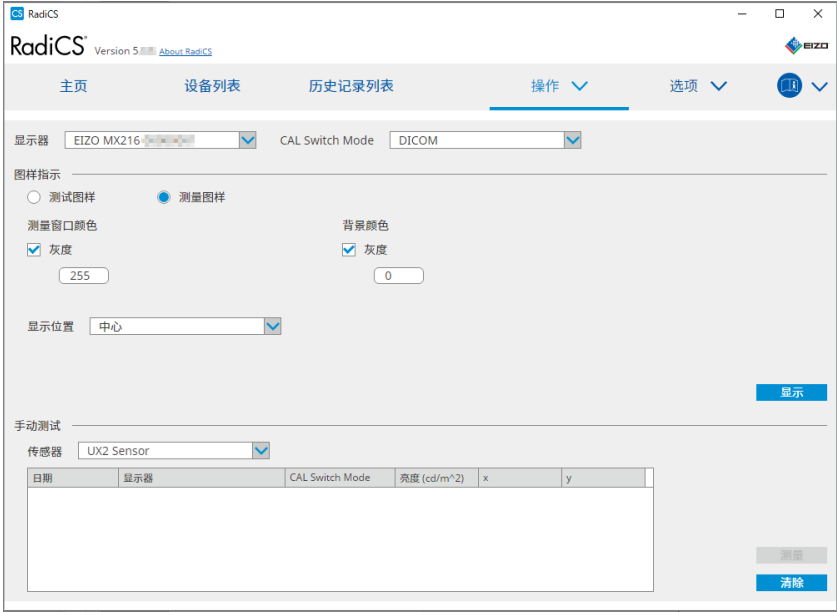 CS RadiCS
RadiCS Version 5. About RadiCS EIZO
主页 设备列表 历史记录列表 操作 选项
显示器 EIZO MX216- CAL Switch Mode DICOM
图样指示
测试图样 测量图样
测量窗口颜色 背景颜色
灰度 灰度
255 0
显示位置 中心
显示
手动测试
传感器 UX2 Sensor
日期 显示器 CAL Switch Mode 亮度 (cd/m^2) x y
测量
清除